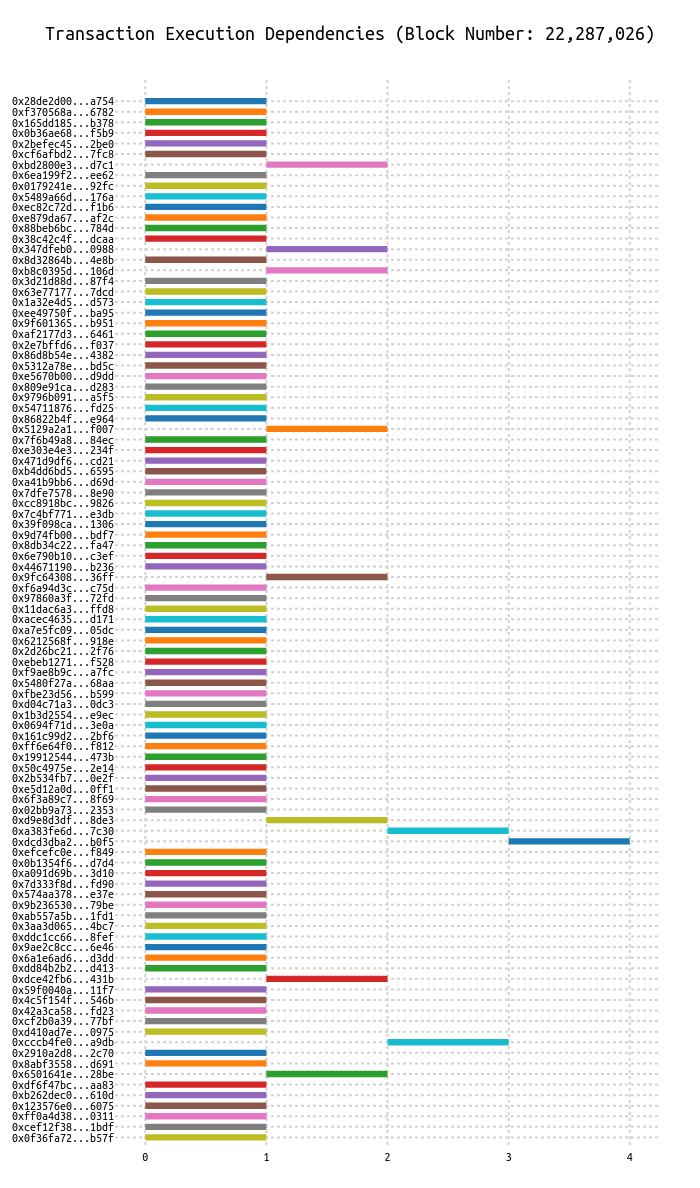 Transaction Execution Dependencies (Block Number: 22,287,026)
0x28de2d00...a754
0xf370568a...6782
0x165dd185...b378
0x0b36ae68...f5b9
0x2befec45...2be0
0xcf6afbd2...7fc8
0xbd2800e3...d7c1
0x6ea199f2...ee62
0x0179241e...92fc
0x5489a66d...176a
0xec82c72d...f1b6
0xe879da67...af2c
0x88beb6bc...784d
0x38c42c4f...dcaa
0x347dfeb0...0988
0x8d32864b...4e8b
0xb8c0395d...106d
0x3d21d88d...87f4
0x63e77177...7dcd
0x1a32e4d5...d573
0xee49750f...ba95
0x9f601365...b951
0xaf2177d3...6461
0x2e7bffd6...f037
0x86d8b54e...4382
0x5312a78e...bd5c
0xe5670b00...d9dd
0x809e91ca...d283
0x9796b091...a5f5
0x54711876...fd25
0x86822b4f...e964
0x5129a2a1...f007
0x7f6b49a8...84ec
0xe303e4e3...234f
0x471d9df6...cd21
0xb4dd6bd5...6595
0xa41b9bb6...d69d
0x7dfe7578...8e90
0xcc8918bc...9826
0x7c4bf771...e3db
0x39f098ca...1306
0x9d74fb00...bdf7
0x8db34c22...fa47
0x6e790b10...c3ef
0x44671190...b236
0x9fc64308...36ff
0xf6a94d3c...c75d
0x97860a3f...72fd
0x11dac6a3...ffd8
0xacec4635...d171
0xa7e5fc09...05dc
0x6212568f...918e
0x2d26bc21...2f76
0xebeb1271...f528
0xf9ae8b9c...a7fc
0x5480f27a...68aa
0xfbe23d56...b599
0xd04c71a3...0dc3
0x1b3d2554...e9ec
0x0694f71d...3e0a
0x161c99d2...2bf6
0xff6e64f0...f812
0x19912544...473b
0x50c4975e...2e14
0x2b534fb7...0e2f
0xe5d12a0d...0ff1
0x6f3a89c7...8f69
0x02bb9a73...2353
0xd9e8d3df...8de3
0xa383fe6d...7c30
0xdcd3dba2...b0f5
0xefcefc0e...f849
0x0b1354f6...d7d4
0xa091d69b...3d10
0x7d333f8d...fd90
0x574aa378...e37e
0x9b236530...79be
0xab557a5b...1fd1
0x3aa3d065...4bc7
0xddc1cc66...8fef
0x9ae2c8cc...6e46
0x6a1e6ad6...d3dd
0xdd84b2b2...d413
0xdce42fb6...431b
0x59f0040a...11f7
0x4c5f154f...546b
0x42a3ca58...fd23
0xcf2b0a39...77bf
0xd410ad7e...0975
0xcccb4fe0...a9db
0x2910a2d8...2c70
0x8abf3558...d691
0x6501641e...28be
0xdf6f47bc...aa83
0xb262dec0...610d
0x123576e0...6075
0xff0a4d38...0311
0xcef12f38...1bdf
0x0f36fa72...b57f
0 1 2 3 4